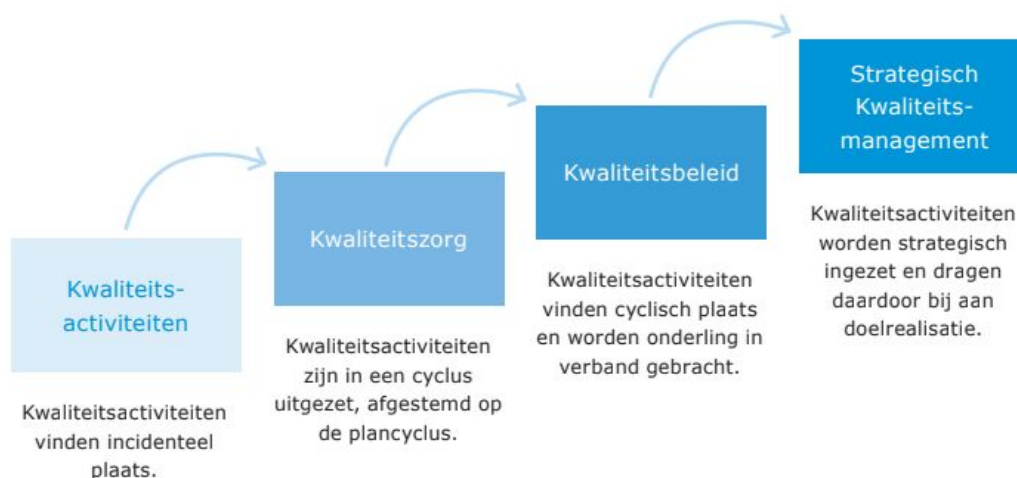 Kwaliteits-
activiteiten
Kwaliteitsactiviteiten
vinden incidenteel
plaats.
Kwaliteitszorg
Kwaliteitsactiviteiten
zijn in een cyclus
uitgezet, afgestemd op
de plancyclus.
Kwaliteitsbeleid
Kwaliteitsactiviteiten
vinden cyclisch plaats
en worden onderling in
verband gebracht.
Strategisch
Kwaliteits-
management
Kwaliteitsactiviteiten
worden strategisch
ingezet en dragen
daardoor bij aan
doelrealisatie.